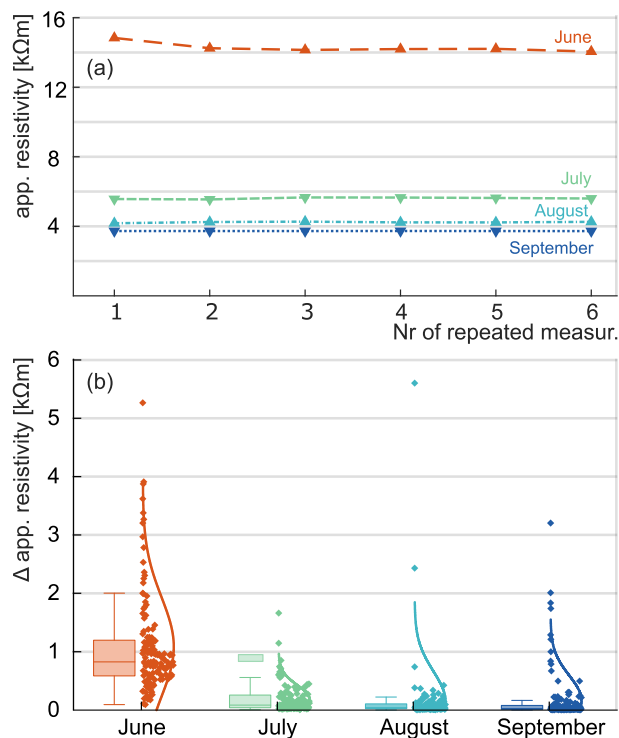 16
June
(a)
12
app. resistivity [kΩm]
8
July
August
4
September
1 2 3 4 5 6
Nr of repeated measur.
6
(b)
5
4
Δ app. resistivity [kΩm]
3
2
1
0
June July August September